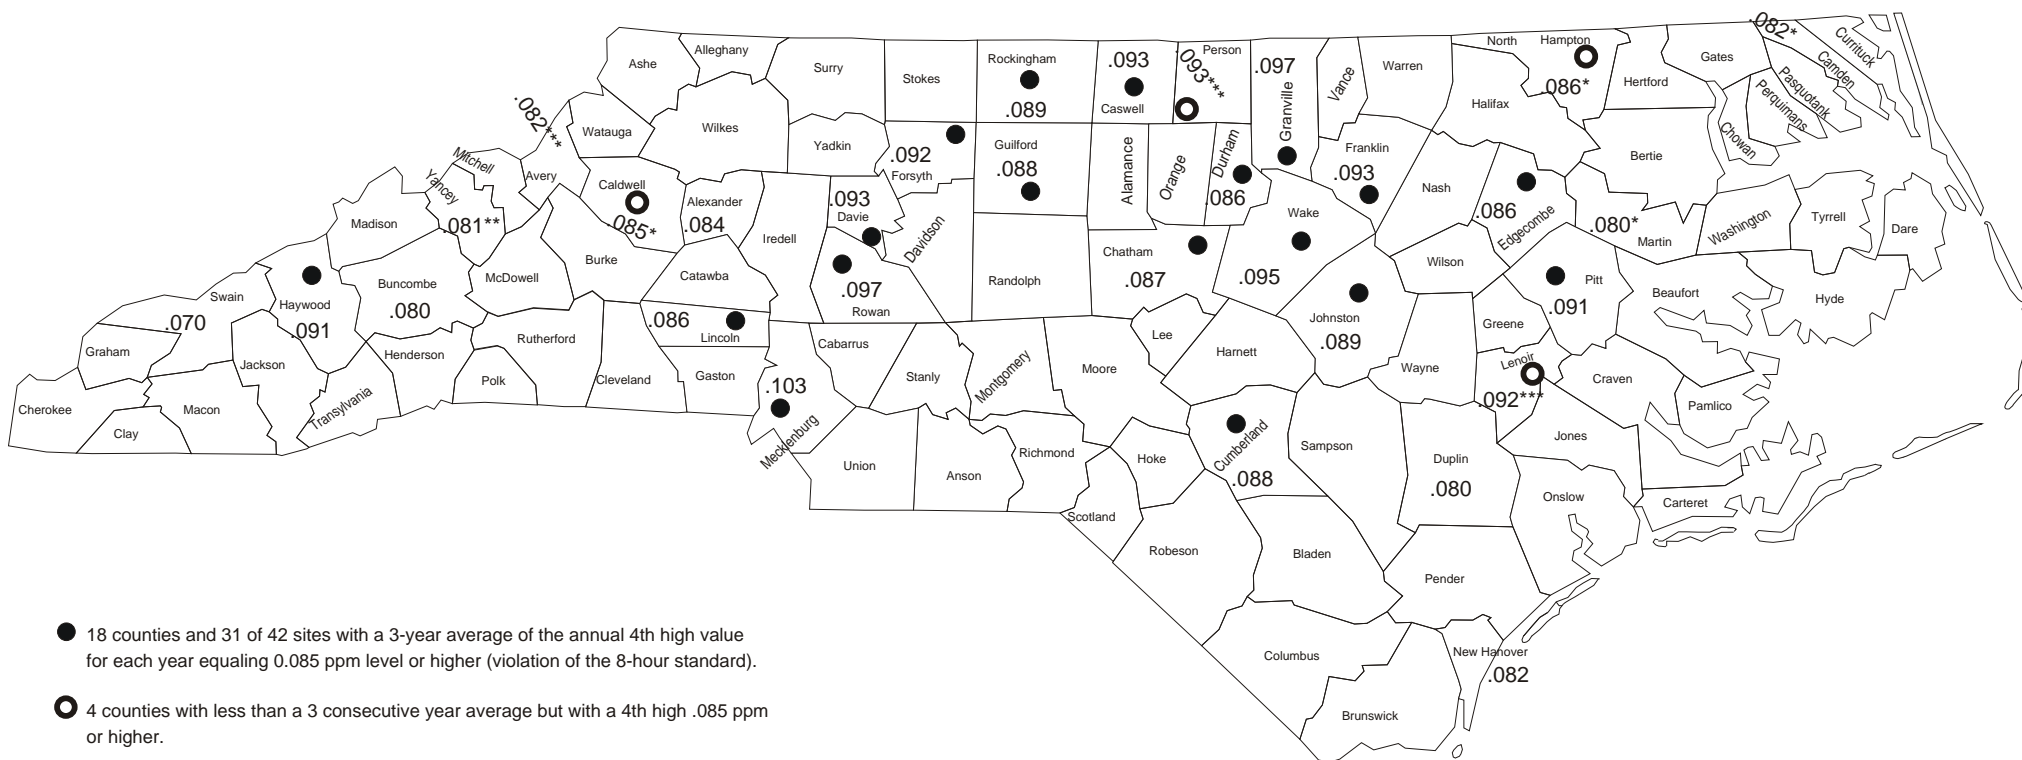 .082*
Currituck
Camden
Pasquotank
Perquimans
Chowan
Gates
Hertford
North Hampton
.086*
Halifax
Warren
Vance
.097
Granville
Person
.093***
.093
Caswell
Rockingham
.089
Stokes
Surry
Alleghany
Ashe
.082***
Watauga
Wilkes
Yadkin
.092
Forsyth
Guilford
.088
Alamance
Orange
Durham
.086
Franklin
.093
Nash
.086
Edgecombe
Bertie
.080*
Martin
Washington
Tyrrell
Dare
Mitchell
Yancey
.081**
Avery
Caldwell
.085*
Alexander
.084
Iredell
.093
Davie
Davidson
Randolph
Chatham
.087
Wake
.095
Johnston
.089
Wilson
Greene
Pitt
.091
Beaufort
Hyde
Madison
Buncombe
.080
McDowell
Burke
Catawba
.097
Rowan
Swain
.070
Haywood
.091
Graham
Jackson
Henderson
Rutherford
Polk
Cleveland
.086
Lincoln
Gaston
.103
Mecklenburg
Cabarrus
Stanly
Montgomery
Moore
Lee
Harnett
Wayne
Lenoir
.092***
Craven
Pamlico
Jones
Cherokee
Clay
Macon
Transylvania
Union
Anson
Richmond
Hoke
Scotland
Cumberland
.088
Sampson
Duplin
.080
Onslow
Carteret
Robeson
Bladen
Pender
Columbus
New Hanover
.082
Brunswick
18 counties and 31 of 42 sites with a 3-year average of the annual 4th high value
for each year equaling 0.085 ppm level or higher (violation of the 8-hour standard).
4 counties with less than a 3 consecutive year average but with a 4th high .085 ppm
or higher.